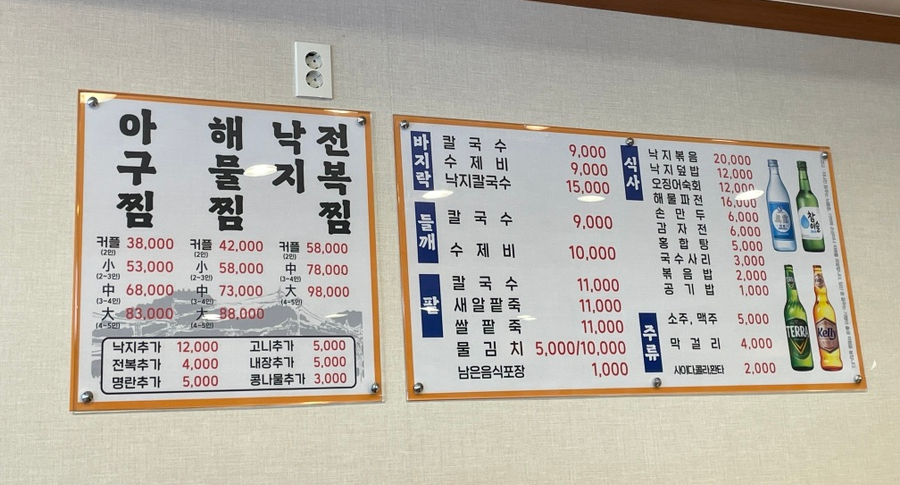 아구찜
커플 38,000
(2인)
小 53,000
(2~3인)
中 68,000
(3~4인)
大 83,000
(4~5인)
해물찜
커플 42,000
(2인)
小 58,000
(2~3인)
中 73,000
(3~4인)
大 88,000
(4~5인)
낙지 전복찜
커플 58,000
(2인)
中 78,000
(3~4인)
大 98,000
(4~5인)
낙지추가 12,000
전복추가 4,000
명란추가 5,000
고니추가 5,000
내장추가 5,000
콩나물추가 3,000
바지락
칼국수 9,000
수제비 9,000
낙지칼국수 15,000
들깨
칼국수 9,000
수제비 10,000
팥
칼국수 11,000
새알팥죽 11,000
쌀팥죽 11,000
물김치 5,000/10,000
남은음식포장 1,000
식사
낙지볶음 20,000
낙지덮밥 12,000
오징어숙회 12,000
해물파전 16,000
손만두 6,000
감자전 6,000
홍합탕 5,000
국수사리 3,000
볶음밥 2,000
공기밥 1,000
주류
소주, 맥주 5,000
막걸리 4,000
사이다,콜라,환타 2,000
참이슬
TERRA
Kelly